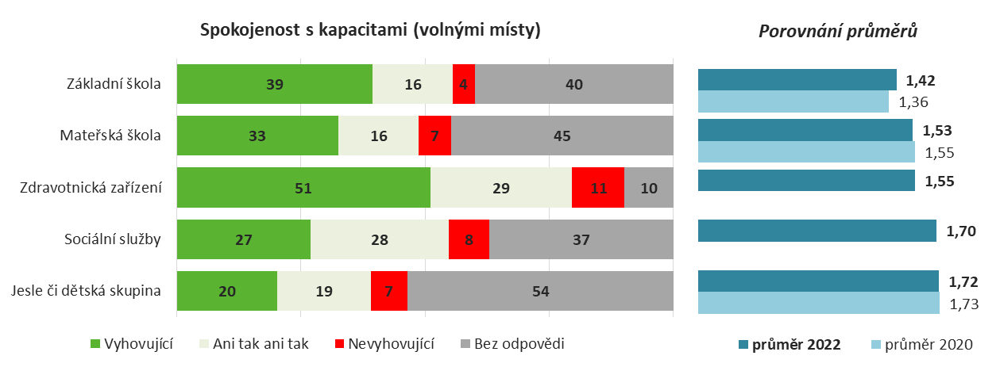 Spokojenost s kapacitami (volnými místy)
Porovnání průměrů
Základní škola 39 16 4 40 1,42
1,36
Mateřská škola 33 16 7 45 1,53
1,55
Zdravotnická zařízení 51 29 11 10 1,55
Sociální služby 27 28 8 37 1,70
Jesle či dětská skupina 20 19 7 54 1,72
1,73
Vyhovující Ani tak ani tak Nevyhovující Bez odpovědi
průměr 2022 průměr 2020